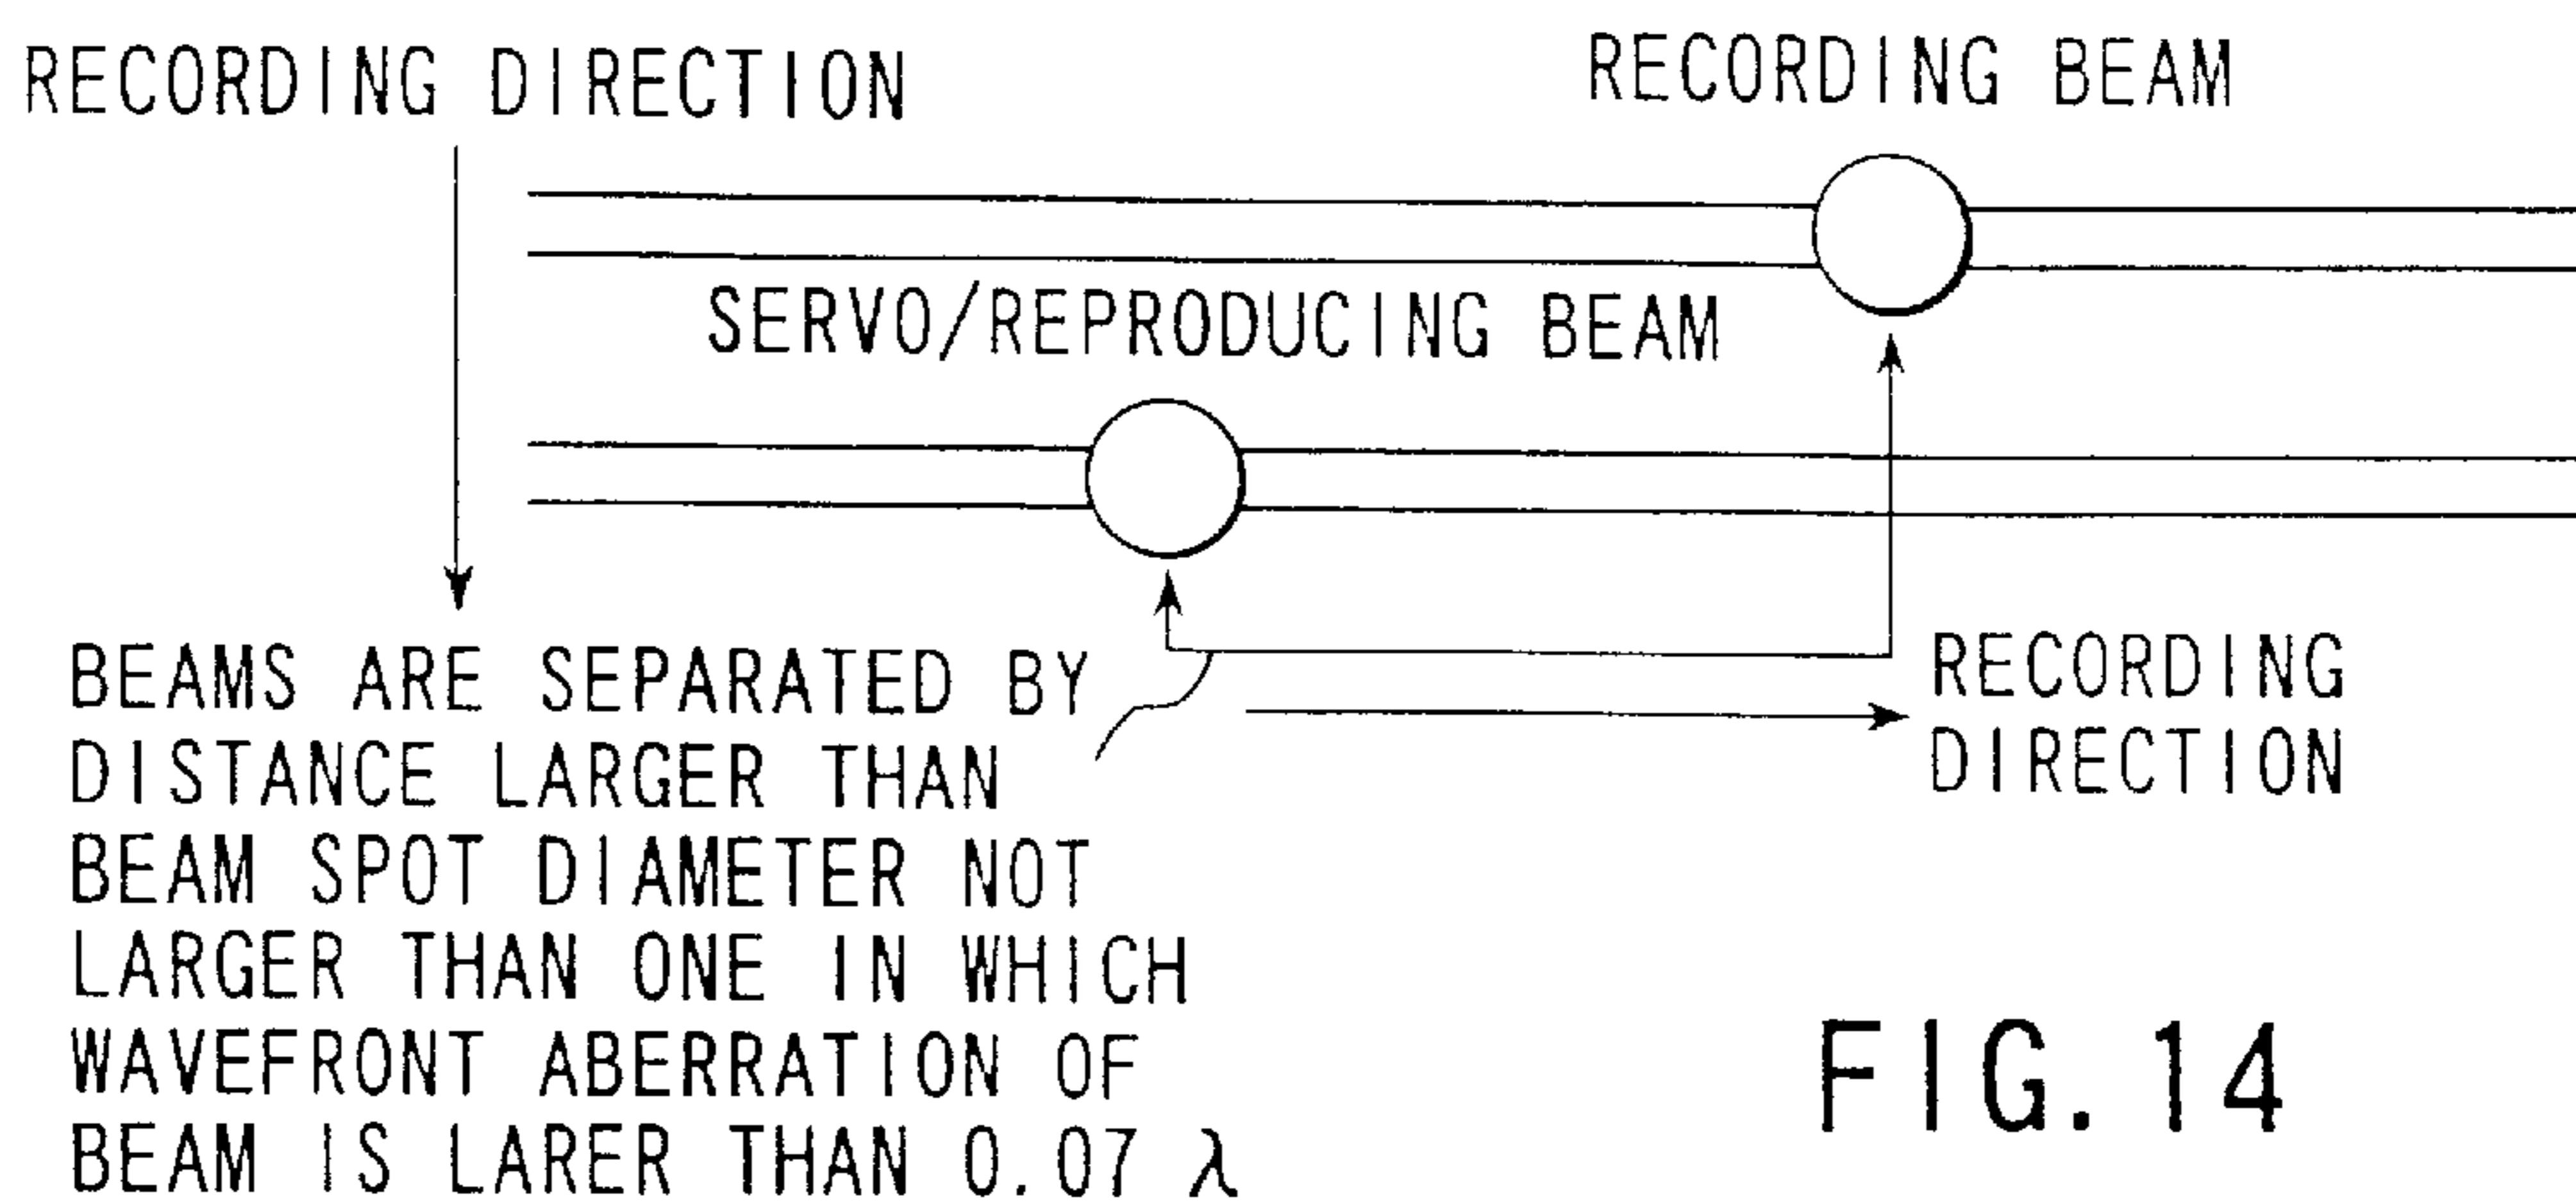 RECORDING DIRECTION
RECORDING BEAM
SERVO/REPRODUCING BEAM
BEAMS ARE SEPARATED BY
DISTANCE LARGER THAN
BEAM SPOT DIAMETER NOT
LARGER THAN ONE IN WHICH
WAVEFRONT ABERRATION OF
BEAM IS LARER THAN 0.07 λ
RECORDING
DIRECTION
FIG. 14